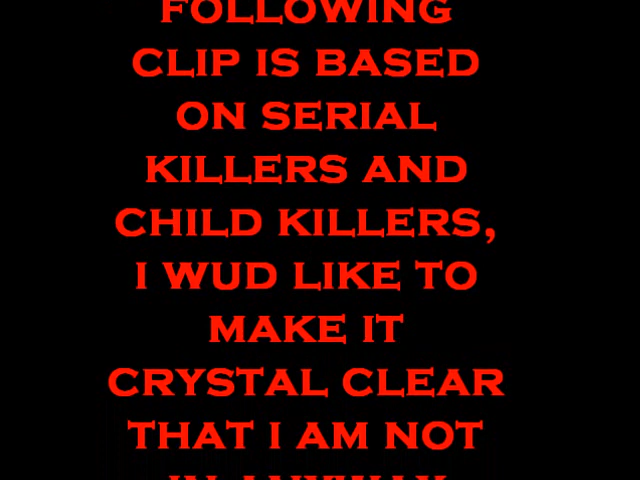 FOLLOWING
CLIP IS BASED
ON SERIAL
KILLERS AND
CHILD KILLERS,
I WUD LIKE TO
MAKE IT
CRYSTAL CLEAR
THAT I AM NOT